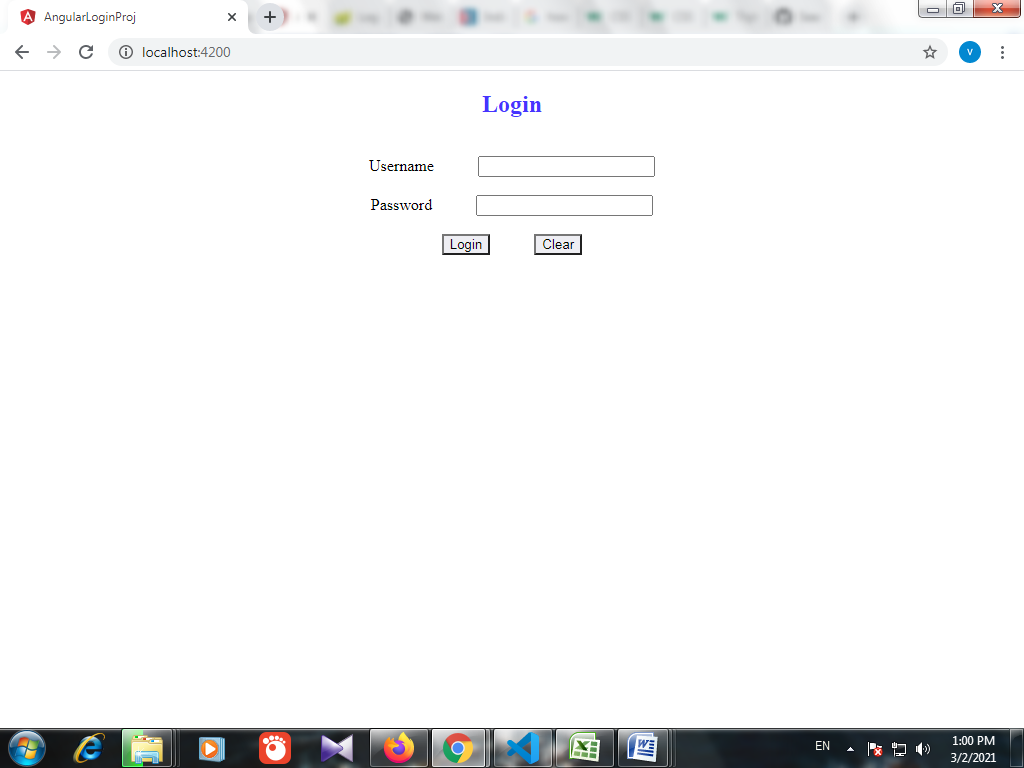 AngularLoginProj
localhost:4200
Login
Username
Password
Login Clear
EN
1:00 PM
3/2/2021